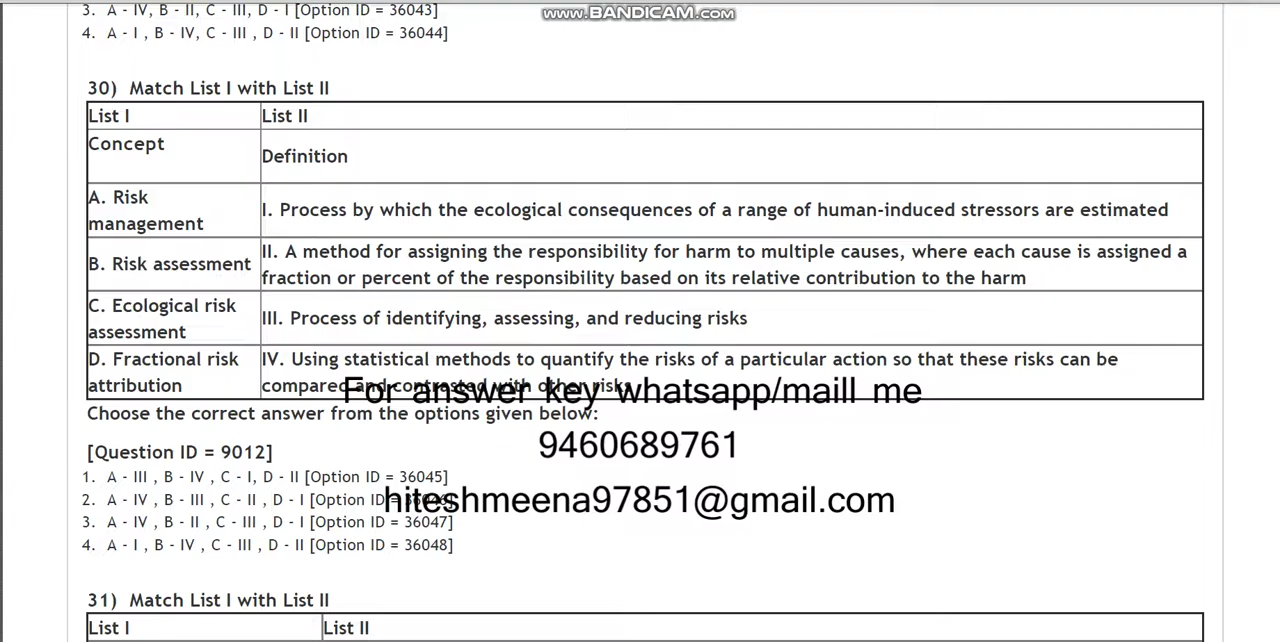 3. A - IV, B - II, C - III, D - I [Option ID = 36043]
www.BANDICAM.com
4. A - I , B - IV, C - III , D - II [Option ID = 36044]
30) Match List I with List II
List I
List II
Concept
Definition
A. Risk
management
I. Process by which the ecological consequences of a range of human-induced stressors are estimated
B. Risk assessment
II. A method for assigning the responsibility for harm to multiple causes, where each cause is assigned a
fraction or percent of the responsibility based on its relative contribution to the harm
C. Ecological risk
assessment
III. Process of identifying, assessing, and reducing risks
D. Fractional risk
attribution
IV. Using statistical methods to quantify the risks of a particular action so that these risks can be
compared and contrasted with other risks
For answer key whatsapp/maill me
Choose the correct answer from the options given below:
9460689761
[Question ID = 9012]
1. A - III , B - IV , C - I, D - II [Option ID = 36045]
2. A - IV , B - III , C - II , D - I [Option ID
hiteshmeena97851@gmail.com
3. A - IV , B - II , C - III , D - I [Option ID = 36047]
4. A - I , B - IV , C - III , D - II [Option ID = 36048]
31) Match List I with List II
List I
List II